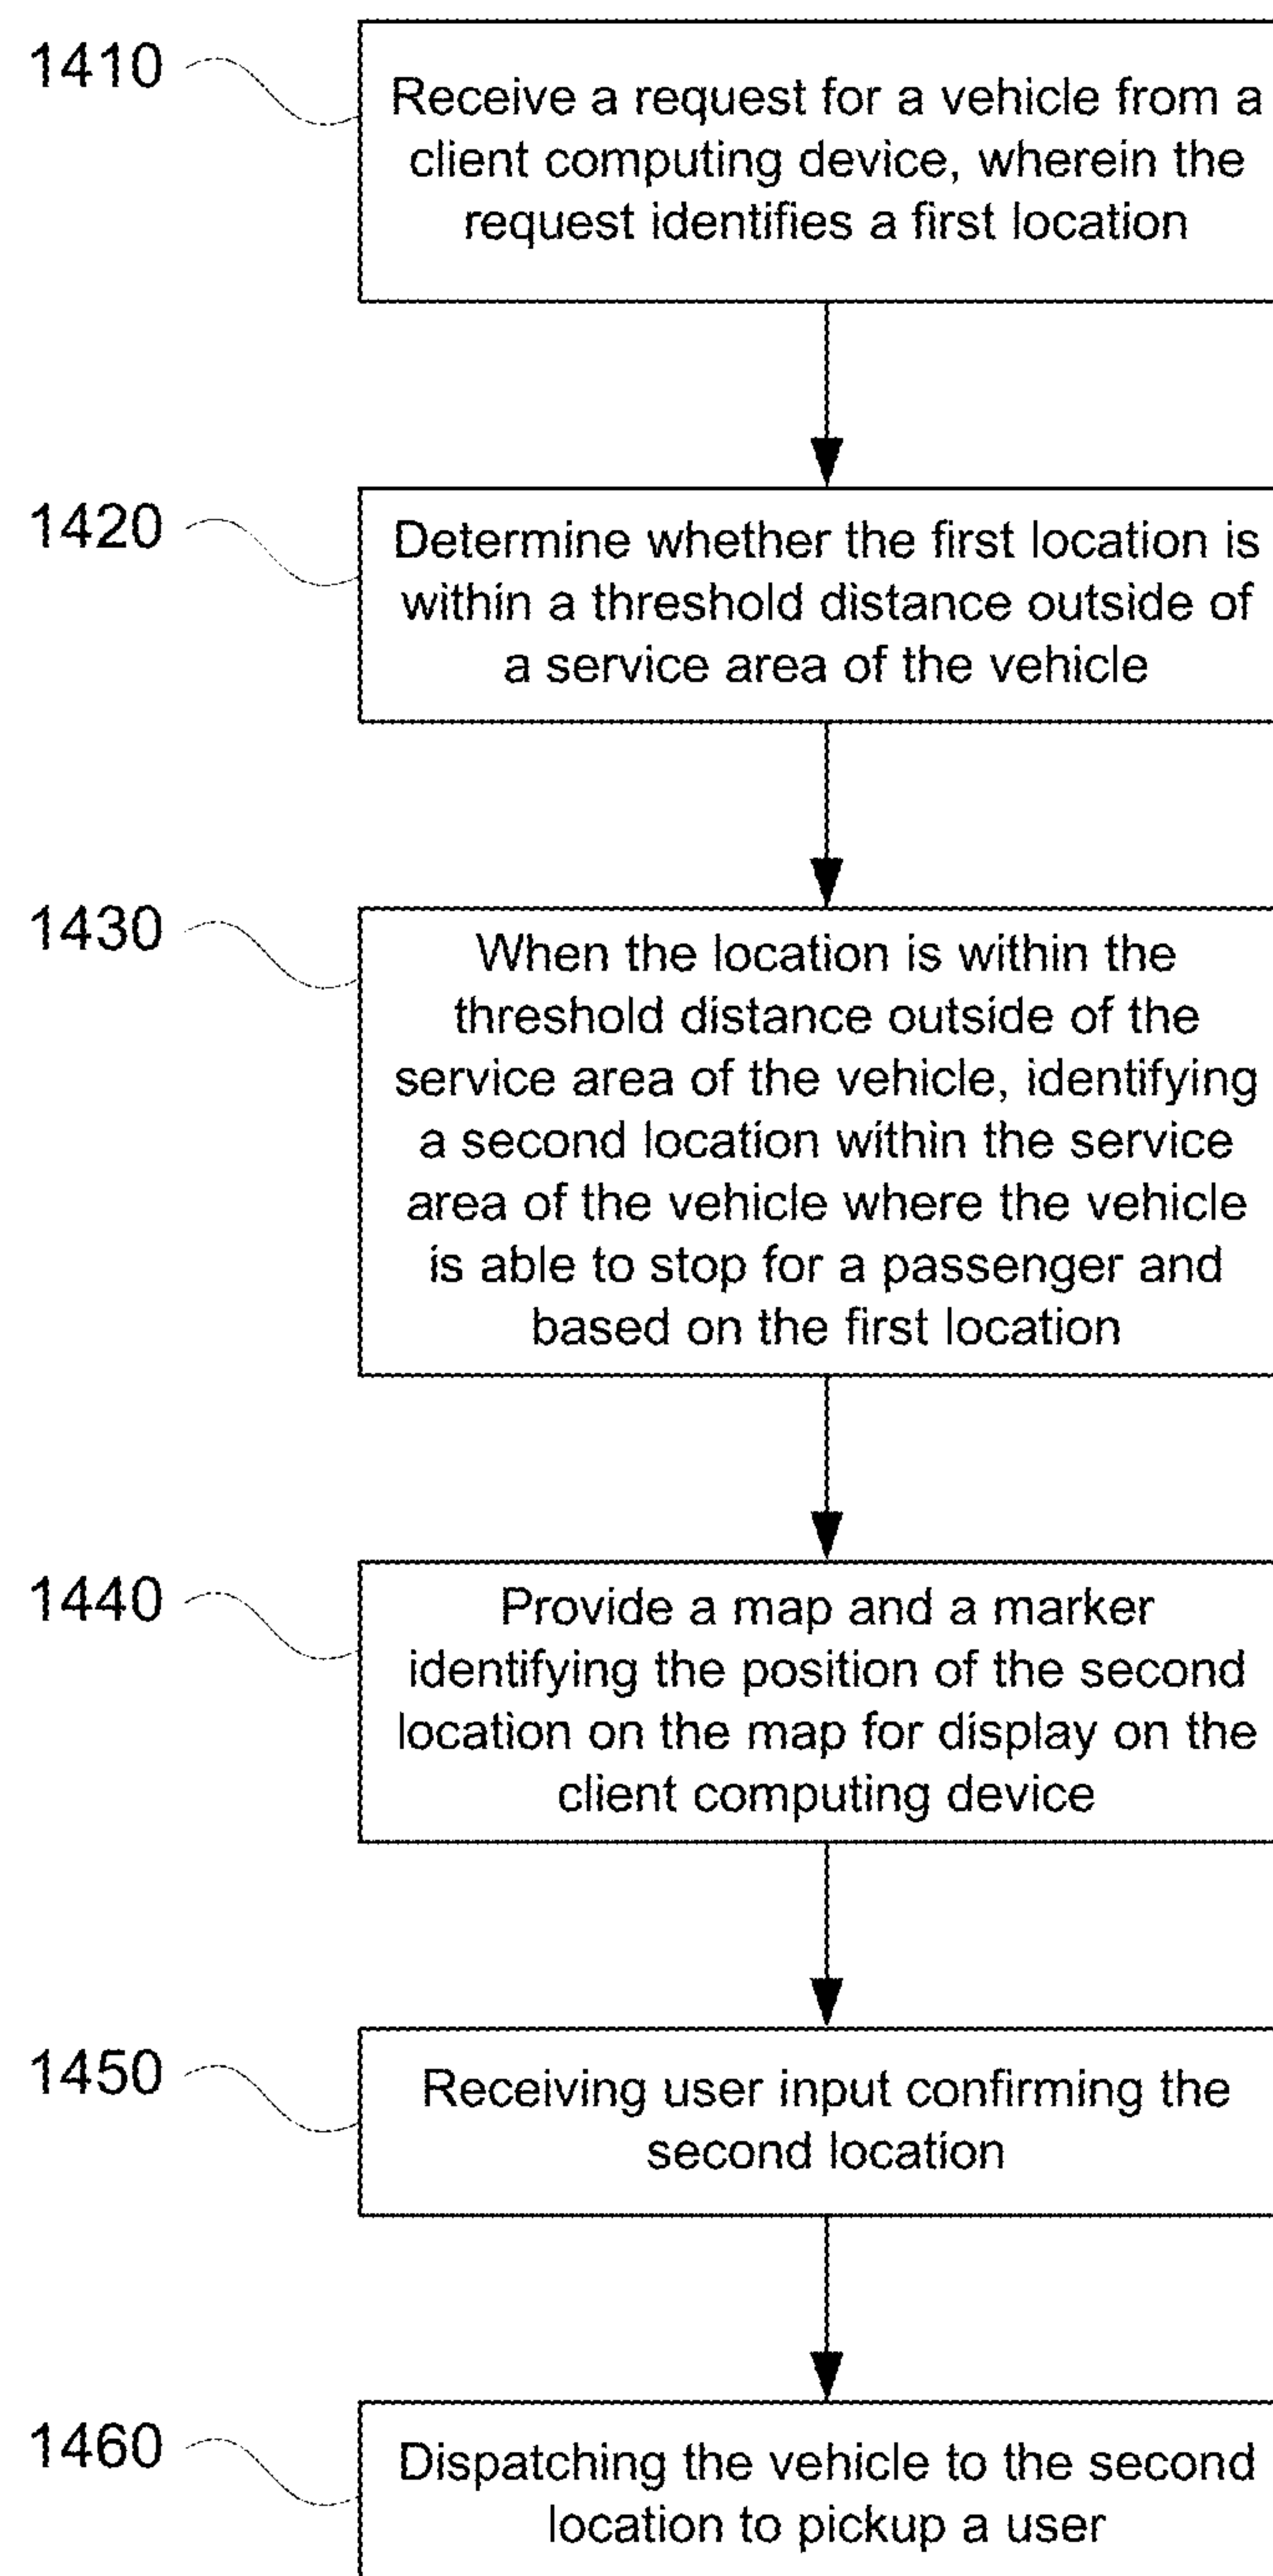 1410
Receive a request for a vehicle from a
client computing device, wherein the
request identifies a first location
1420
Determine whether the first location is
within a threshold distance outside of
a service area of the vehicle
1430
When the location is within the
threshold distance outside of the
service area of the vehicle, identifying
a second location within the service
area of the vehicle where the vehicle
is able to stop for a passenger and
based on the first location
1440
Provide a map and a marker
identifying the position of the second
location on the map for display on the
client computing device
1450
Receiving user input confirming the
second location
1460
Dispatching the vehicle to the second
location to pickup a user